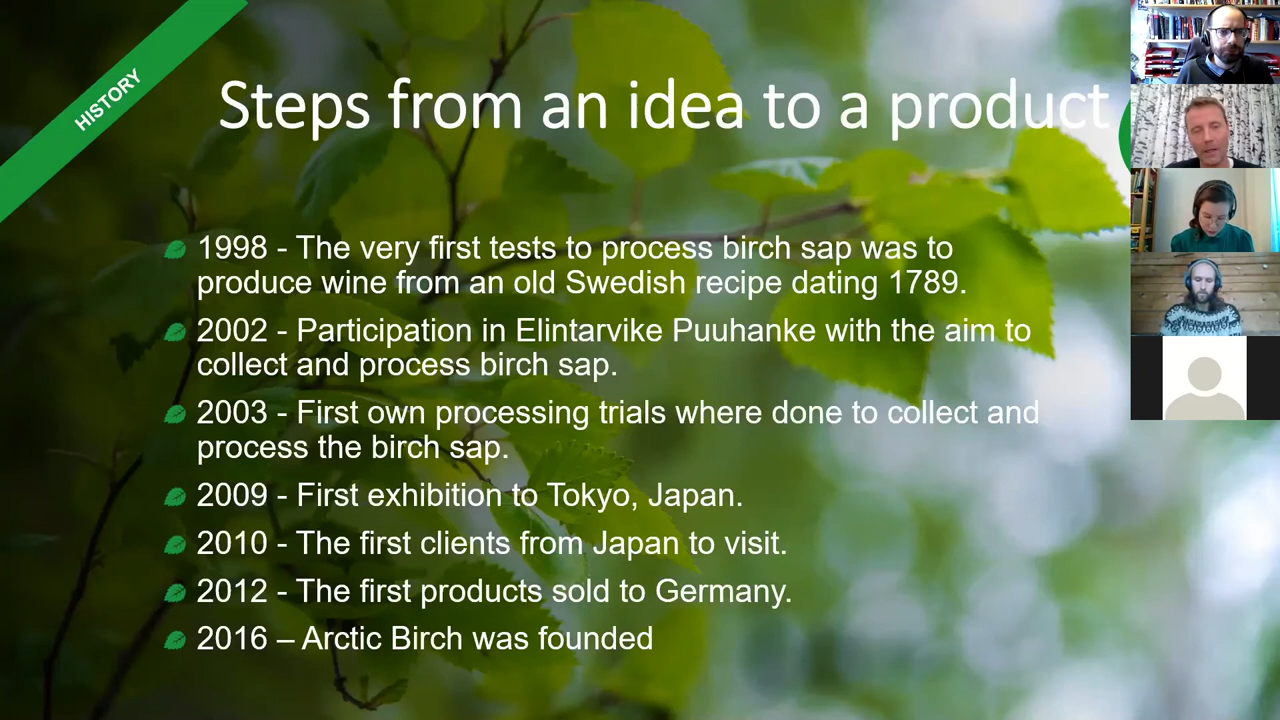 HISTORY
Steps from an idea to a product
1998 - The very first tests to process birch sap was to
produce wine from an old Swedish recipe dating 1789.
2002 - Participation in Elintarvike Puuhanke with the aim to
collect and process birch sap.
2003 - First own processing trials where done to collect and
process the birch sap.
2009 - First exhibition to Tokyo, Japan.
2010 - The first clients from Japan to visit.
2012 - The first products sold to Germany.
2016 – Arctic Birch was founded